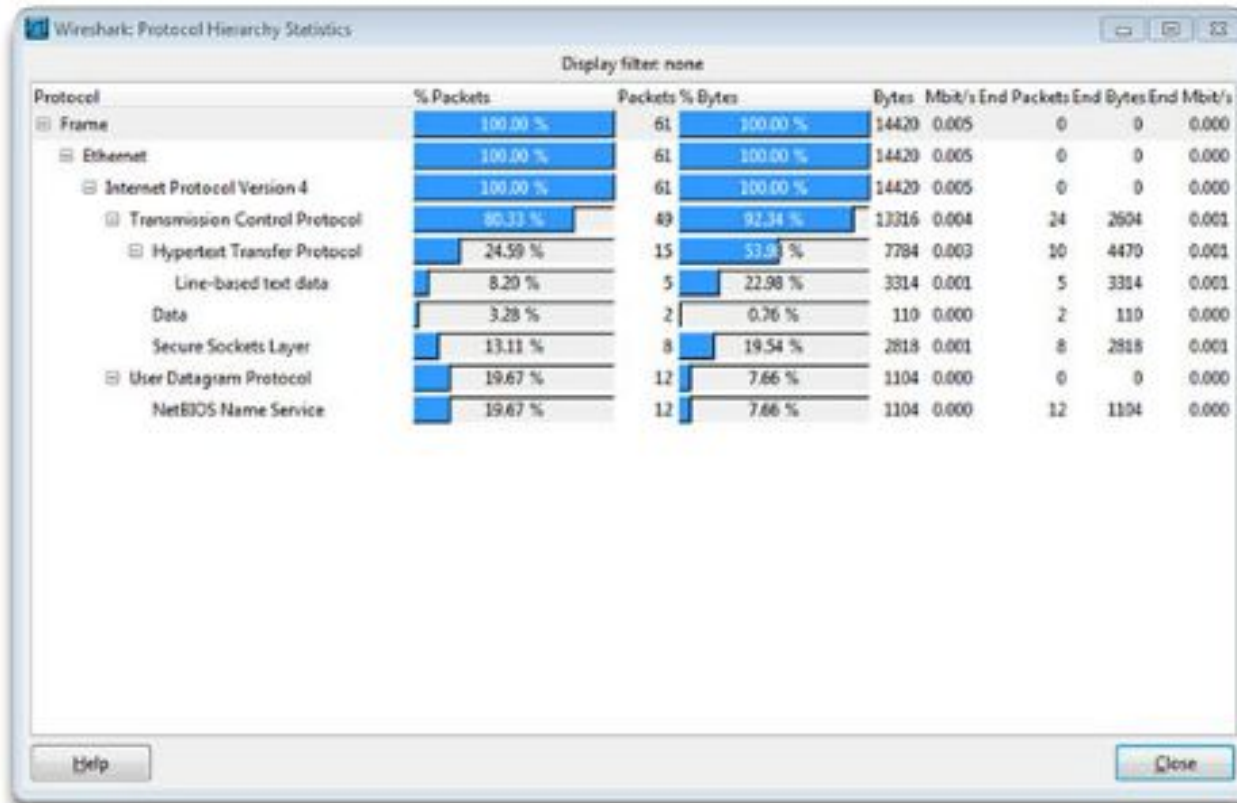 Wireshark: Protocol Hierarchy Statistics
Display filter: none
Protocol % Packets Packets % Bytes Bytes Mbit/s End Packets End Bytes End Mbit/s
Frame 100.00 % 61 100.00 % 14420 0.005 0 0 0.000
Ethernet 100.00 % 61 100.00 % 14420 0.005 0 0 0.000
Internet Protocol Version 4 100.00 % 61 100.00 % 14420 0.005 0 0 0.000
Transmission Control Protocol 80.33 % 49 92.34 % 13316 0.004 24 2604 0.001
Hypertext Transfer Protocol 24.59 % 15 53.98 % 7784 0.003 10 4470 0.001
Line-based text data 8.20 % 5 22.98 % 3314 0.001 5 3314 0.001
Data 3.28 % 2 0.76 % 110 0.000 2 110 0.000
Secure Sockets Layer 13.11 % 8 19.54 % 2818 0.001 8 2818 0.001
User Datagram Protocol 19.67 % 12 7.66 % 1104 0.000 0 0 0.000
NetBIOS Name Service 19.67 % 12 7.66 % 1104 0.000 12 1104 0.000
Help Close